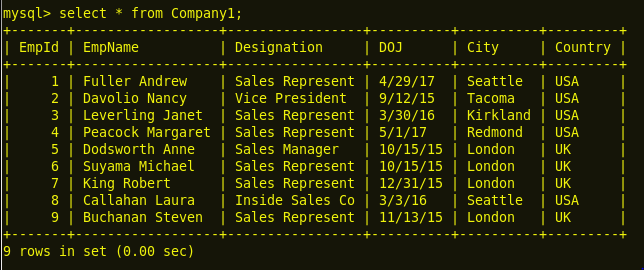 mysql> select * from Company1;
+-------+------------------+----------------+----------+----------+---------+
| EmpId | EmpName          | Designation    | DOJ      | City     | Country |
+-------+------------------+----------------+----------+----------+---------+
|     1 | Fuller Andrew    | Sales Represent | 4/29/17  | Seattle  | USA     |
|     2 | Davolio Nancy    | Vice President  | 9/12/15  | Tacoma   | USA     |
|     3 | Leverling Janet  | Sales Represent | 3/30/16  | Kirkland | USA     |
|     4 | Peacock Margaret | Sales Represent | 5/1/17   | Redmond  | USA     |
|     5 | Dodsworth Anne   | Sales Manager   | 10/15/15 | London   | UK      |
|     6 | Suyama Michael   | Sales Represent | 10/15/15 | London   | UK      |
|     7 | King Robert      | Sales Represent | 12/31/15 | London   | UK      |
|     8 | Callahan Laura   | Inside Sales Co | 3/3/16   | Seattle  | USA     |
|     9 | Buchanan Steven  | Sales Represent | 11/13/15 | London   | UK      |
+-------+------------------+-----------------+----------+----------+---------+
9 rows in set (0.00 sec)